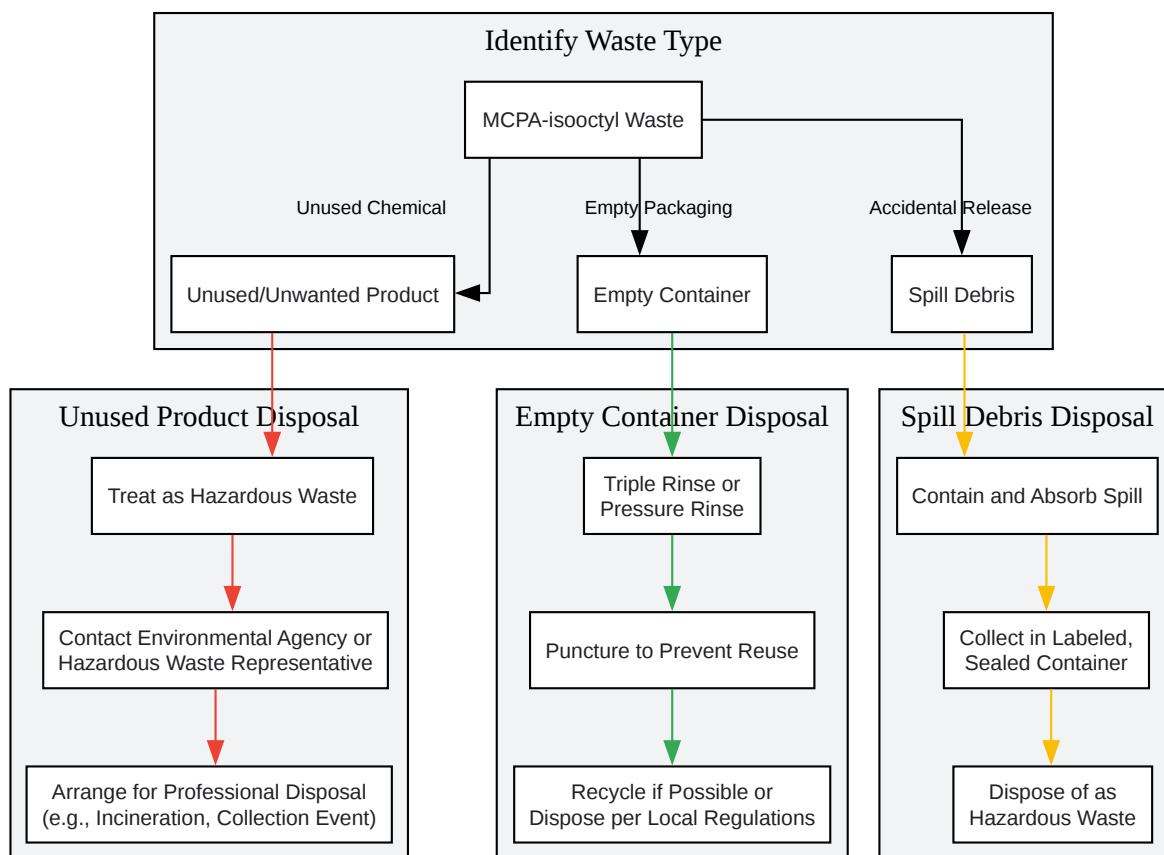 Identify Waste Type
MCPA-isooctyl Waste
Unused Chemical
Empty Packaging
Accidental Release
Unused/Unwanted Product
Empty Container
Spill Debris
Unused Product Disposal
Treat as Hazardous Waste
Contact Environmental Agency or
Hazardous Waste Representative
Arrange for Professional Disposal
(e.g., Incineration, Collection Event)
Empty Container Disposal
Triple Rinse or
Pressure Rinse
Puncture to Prevent Reuse
Recycle if Possible or
Dispose per Local Regulations
Spill Debris Disposal
Contain and Absorb Spill
Collect in Labeled,
Sealed Container
Dispose of as
Hazardous Waste